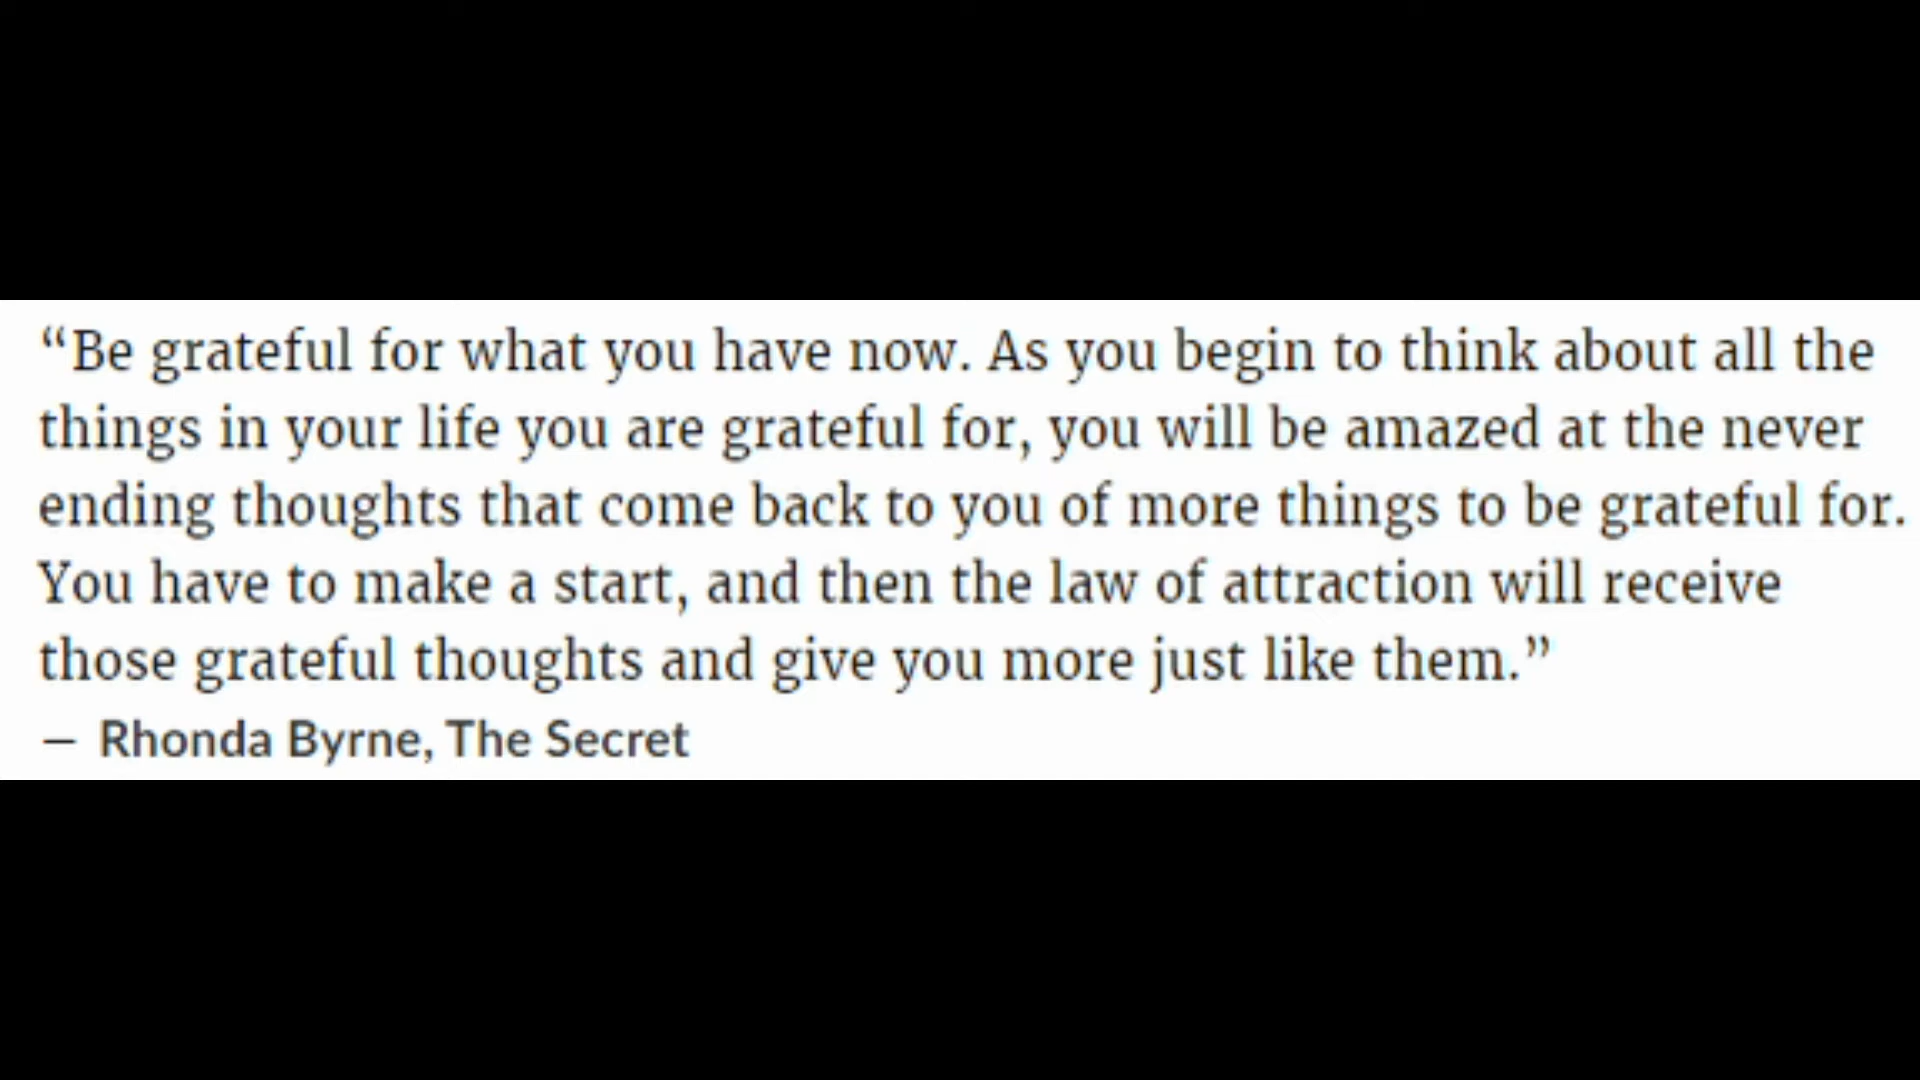 “Be grateful for what you have now. As you begin to think about all the
things in your life you are grateful for, you will be amazed at the never
ending thoughts that come back to you of more things to be grateful for.
You have to make a start, and then the law of attraction will receive
those grateful thoughts and give you more just like them.”
― Rhonda Byrne, The Secret